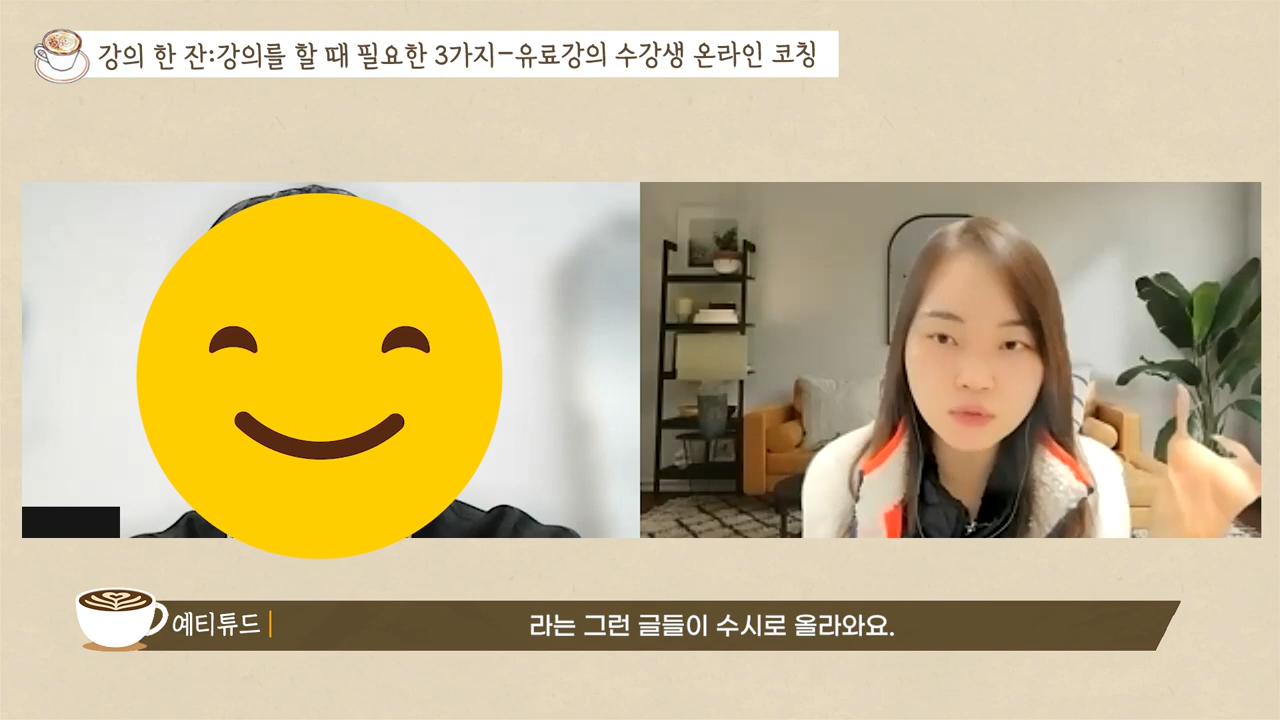 강의 한 잔:강의를 할 때 필요한 3가지-유료강의 수강생 온라인 코칭
예티튜드
라는 그런 글들이 수시로 올라와요.